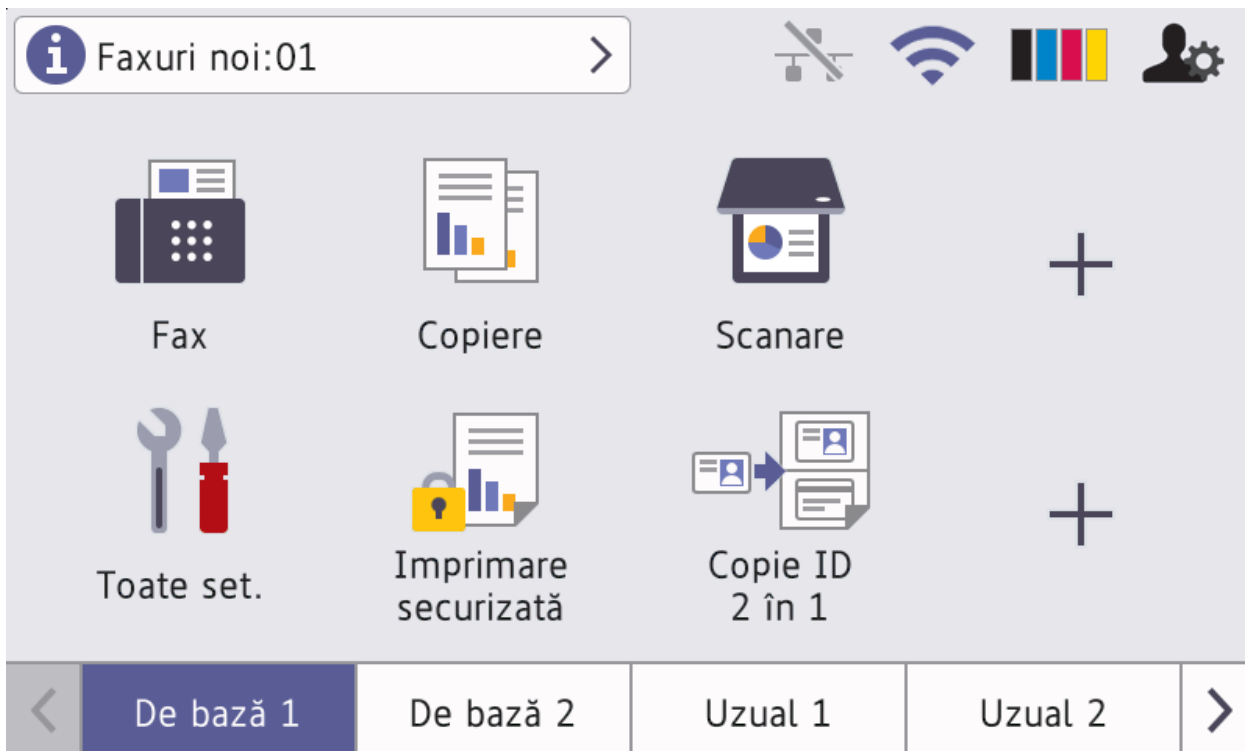 Faxuri noi:01
Fax
Copiere
Scanare
Toate set.
Imprimare
securizată
Copie ID
2 în 1
De bază 1
De bază 2
Uzual 1
Uzual 2